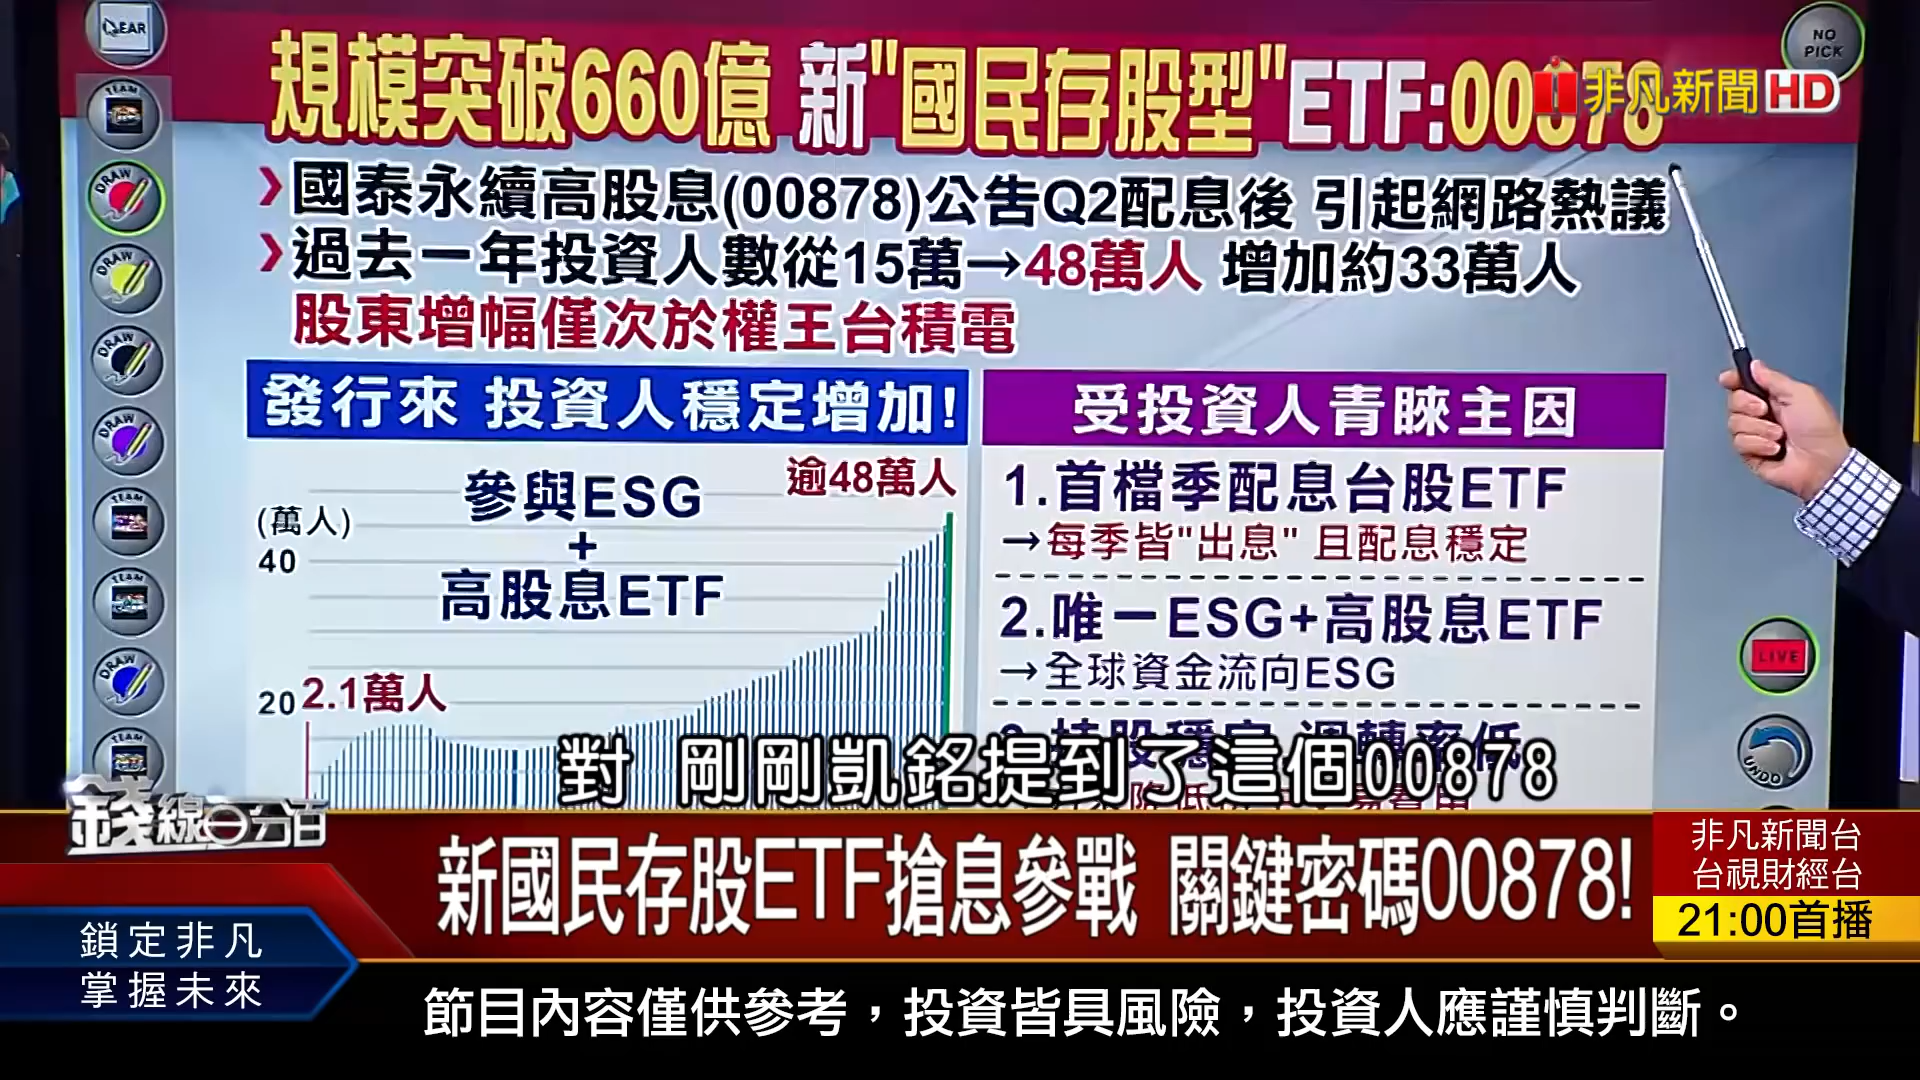 CLEAR
NO PICK
規模突破660億 新"國民存股型"ETF:00878
非凡新聞HD
TEAM
DRAW
DRAW
DRAW
DRAW
TEAM
TEAM
DRAW
TEAM
國泰永續高股息(00878)公告Q2配息後 引起網路熱議
過去一年投資人數從15萬→48萬人 增加約33萬人
股東增幅僅次於權王台積電
發行來 投資人穩定增加!
參與ESG
+
高股息ETF
逾48萬人
(萬人)
40
20
2.1萬人
受投資人青睞主因
1.首檔季配息台股ETF
→每季皆"出息" 且配息穩定
2.唯一ESG+高股息ETF
→全球資金流向ESG
LIVE
UNDO
對 剛剛凱銘提到了這個00878
錢線百分百
新國民存股ETF搶息參戰 關鍵密碼00878!
非凡新聞台
台視財經台
21:00首播
鎖定非凡
掌握未來
節目內容僅供參考，投資皆具風險，投資人應謹慎判斷。